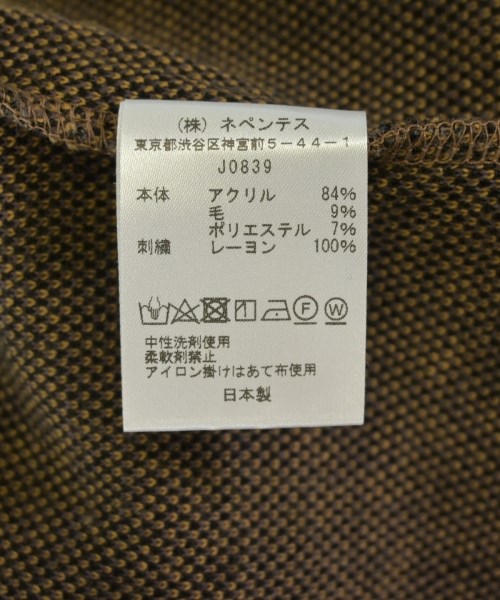 (株) ネペンテス
東京都渋谷区神宮前5-44-1
J0839
本体 アクリル 84%
毛 9%
ポリエステル 7%
刺繍 レーヨン 100%
F W
中性洗剤使用
柔軟剤禁止
アイロン掛けはあて布使用
日本製